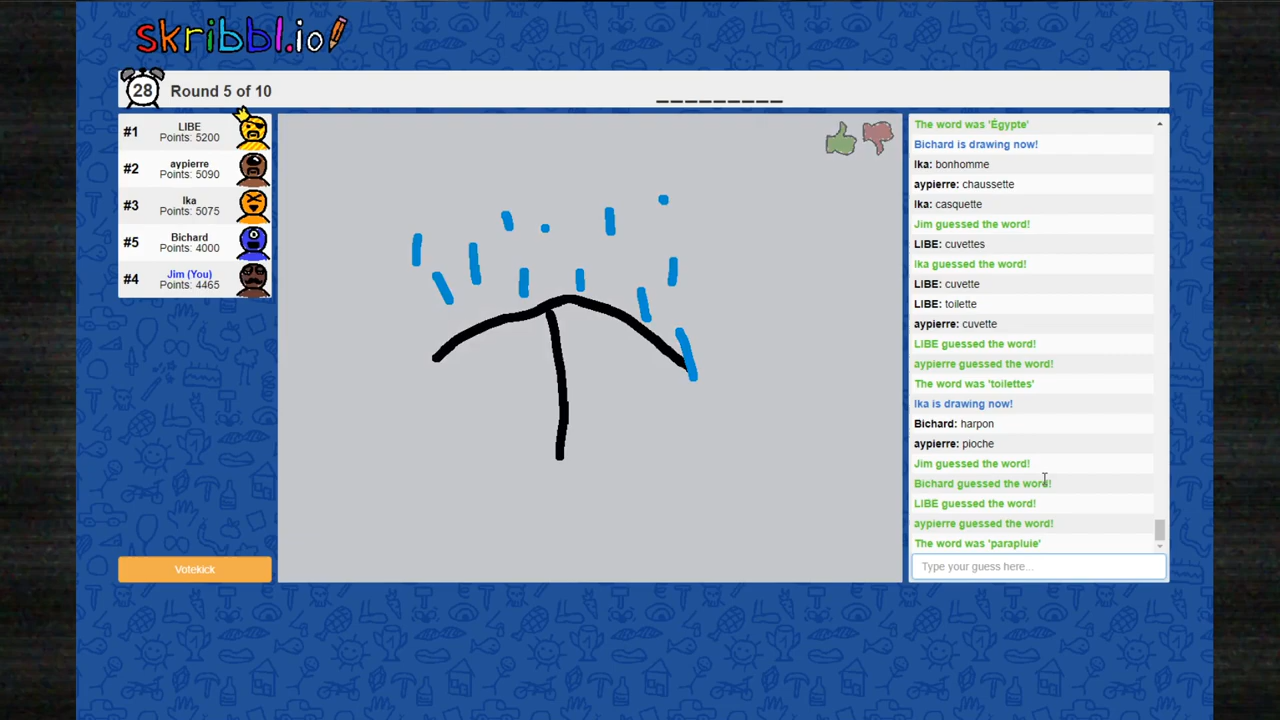 skribbl.io
28
Round 5 of 10
_________
#1
LIBE
Points: 5200
#2
aypierre
Points: 5090
#3
Ika
Points: 5075
#5
Bichard
Points: 4000
#4
Jim (You)
Points: 4465
Votekick
The word was 'Égypte'
Bichard is drawing now!
Ika: bonhomme
aypierre: chaussette
Ika: casquette
Jim guessed the word!
LIBE: cuvettes
Ika guessed the word!
LIBE: cuvette
LIBE: toilette
aypierre: cuvette
LIBE guessed the word!
aypierre guessed the word!
The word was 'toilettes'
Ika is drawing now!
Bichard: harpon
aypierre: pioche
Jim guessed the word!
Bichard guessed the word!
LIBE guessed the word!
aypierre guessed the word!
The word was 'parapluie'
Type your guess here...